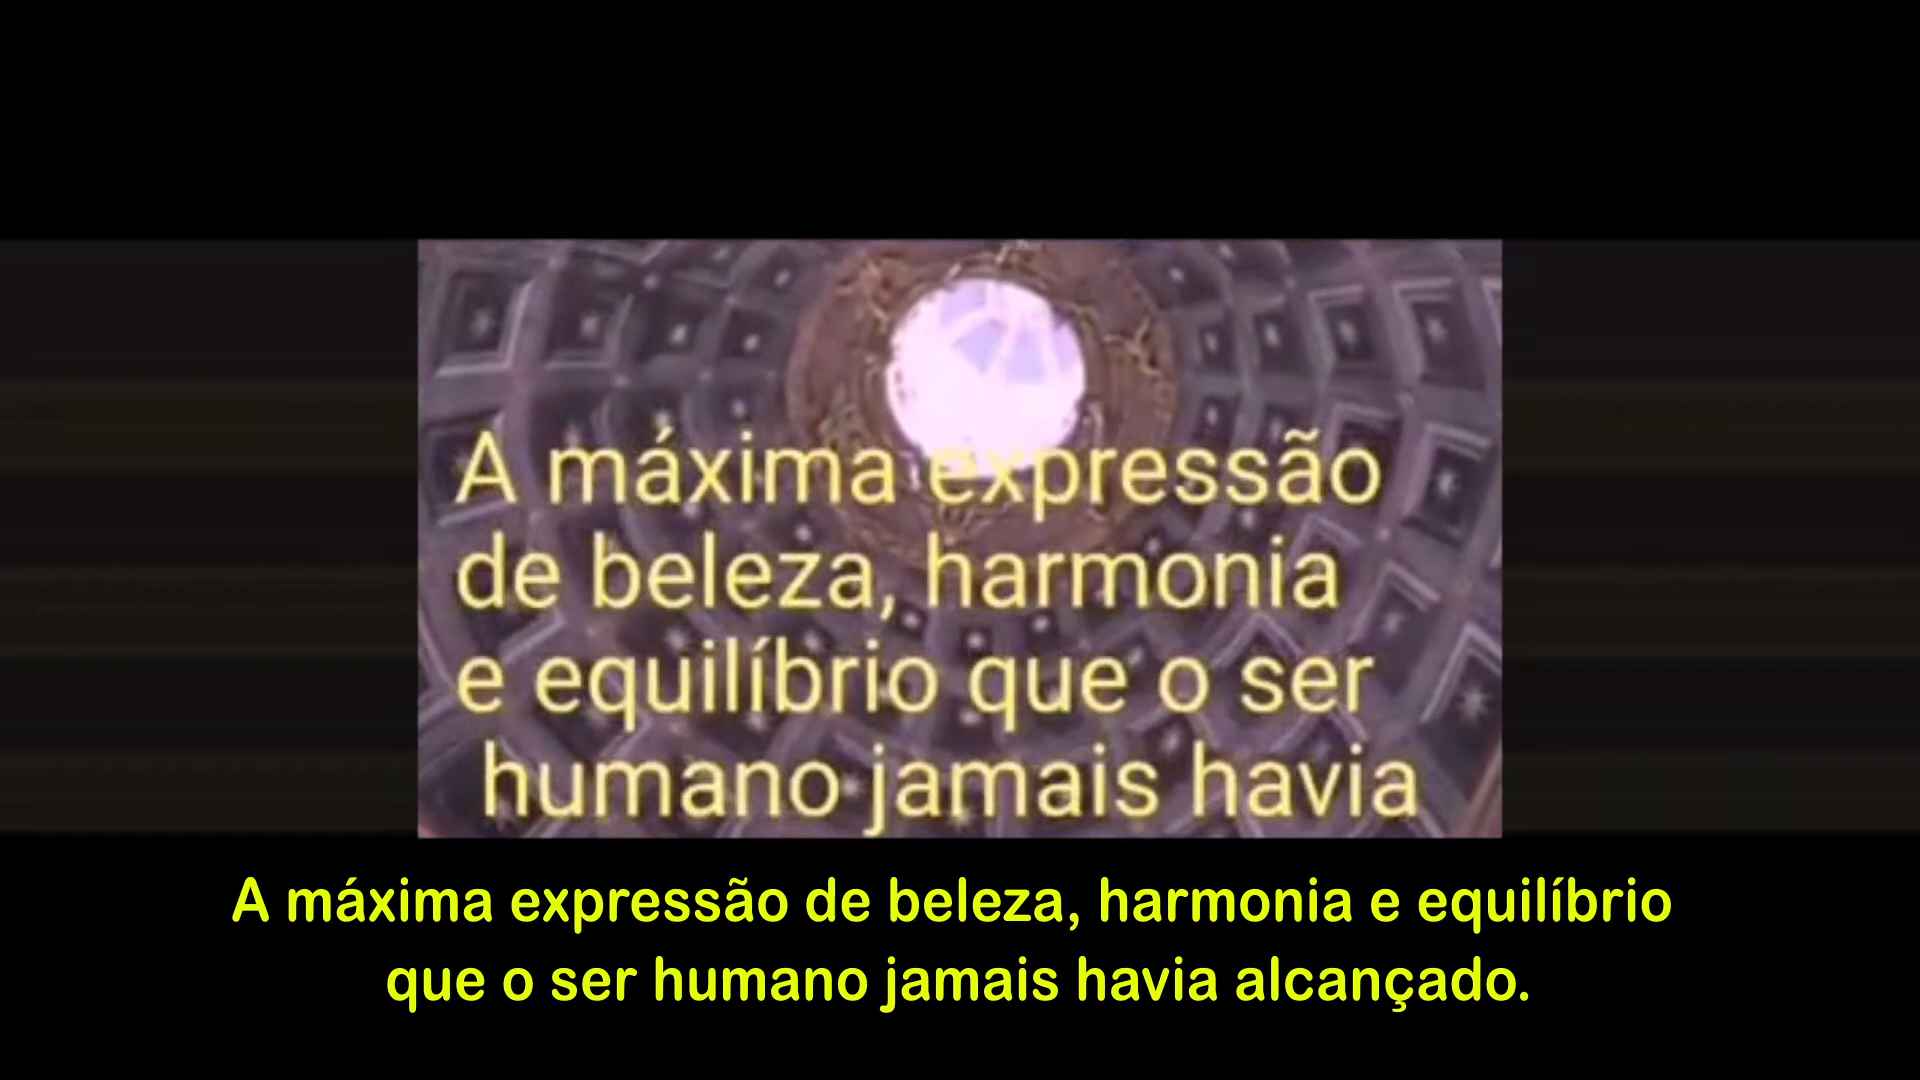 A máxima expressão
de beleza, harmonia
e equilíbrio que o ser
humano jamais havia
A máxima expressão de beleza, harmonia e equilíbrio
que o ser humano jamais havia alcançado.